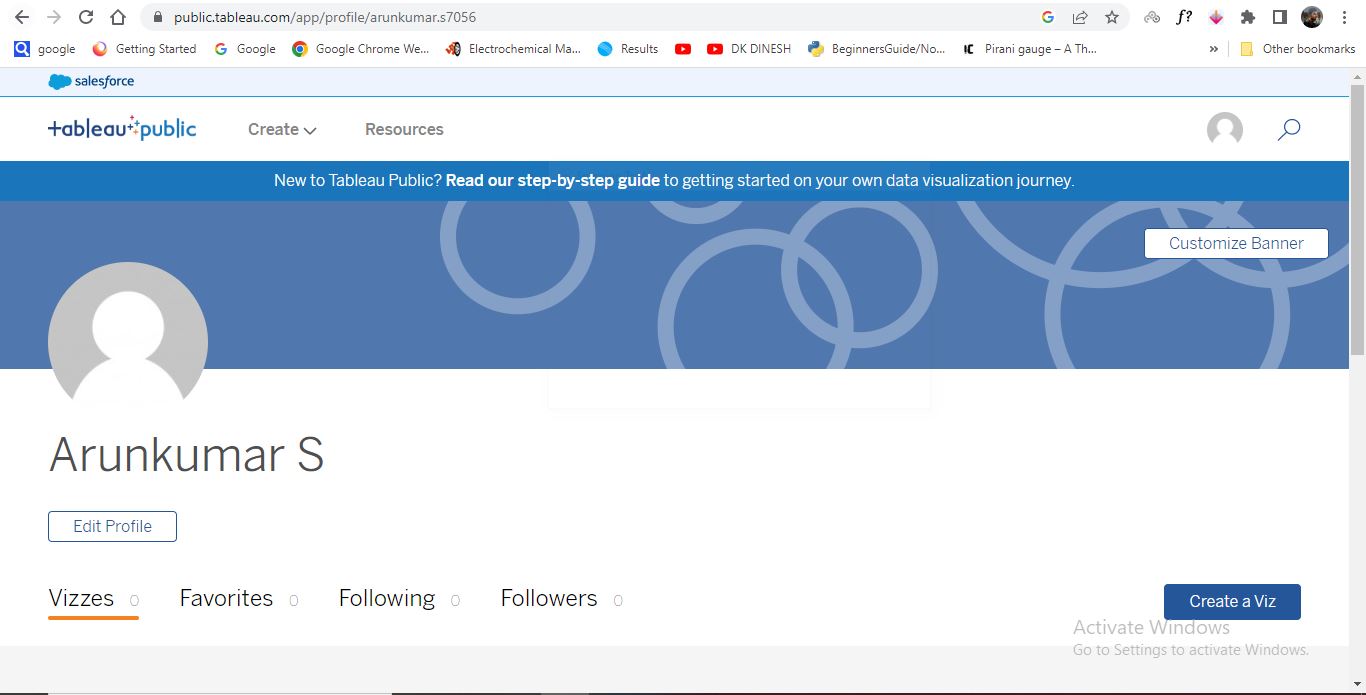 public.tableau.com/app/profile/arunkumar.s7056
f?
google Getting Started Google Google Chrome We... Electrochemical Ma... Results DK DINESH BeginnersGuide/No... IC Pirani gauge – A Th... » Other bookmarks
salesforce
+ableau public Create Resources
New to Tableau Public? Read our step-by-step guide to getting started on your own data visualization journey.
Customize Banner
Arunkumar S
Edit Profile
Vizzes 0 Favorites 0 Following 0 Followers 0
Create a Viz
Activate Windows
Go to Settings to activate Windows.